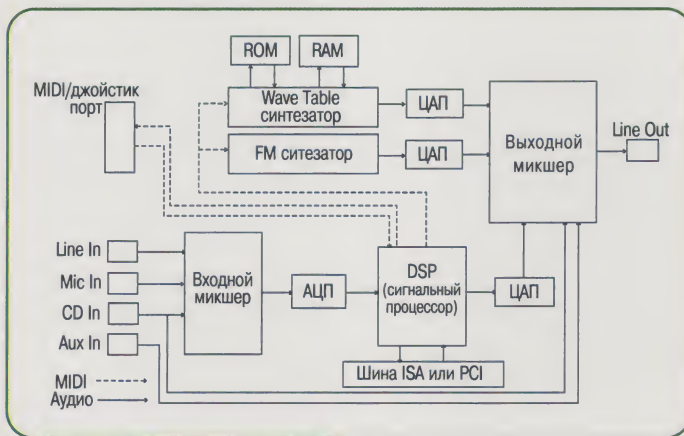 ROM
RAM
MIDI/джойстик
порт
Wave Table
синтезатор
ЦАП
FM ситезатор
ЦАП
Выходной
микшер
Line Out
Line In
Mic In
CD In
Aux In
Входной
микшер
АЦП
DSP
(сигнальный
процессор)
ЦАП
Шина ISA или PCI
MIDI
Аудио